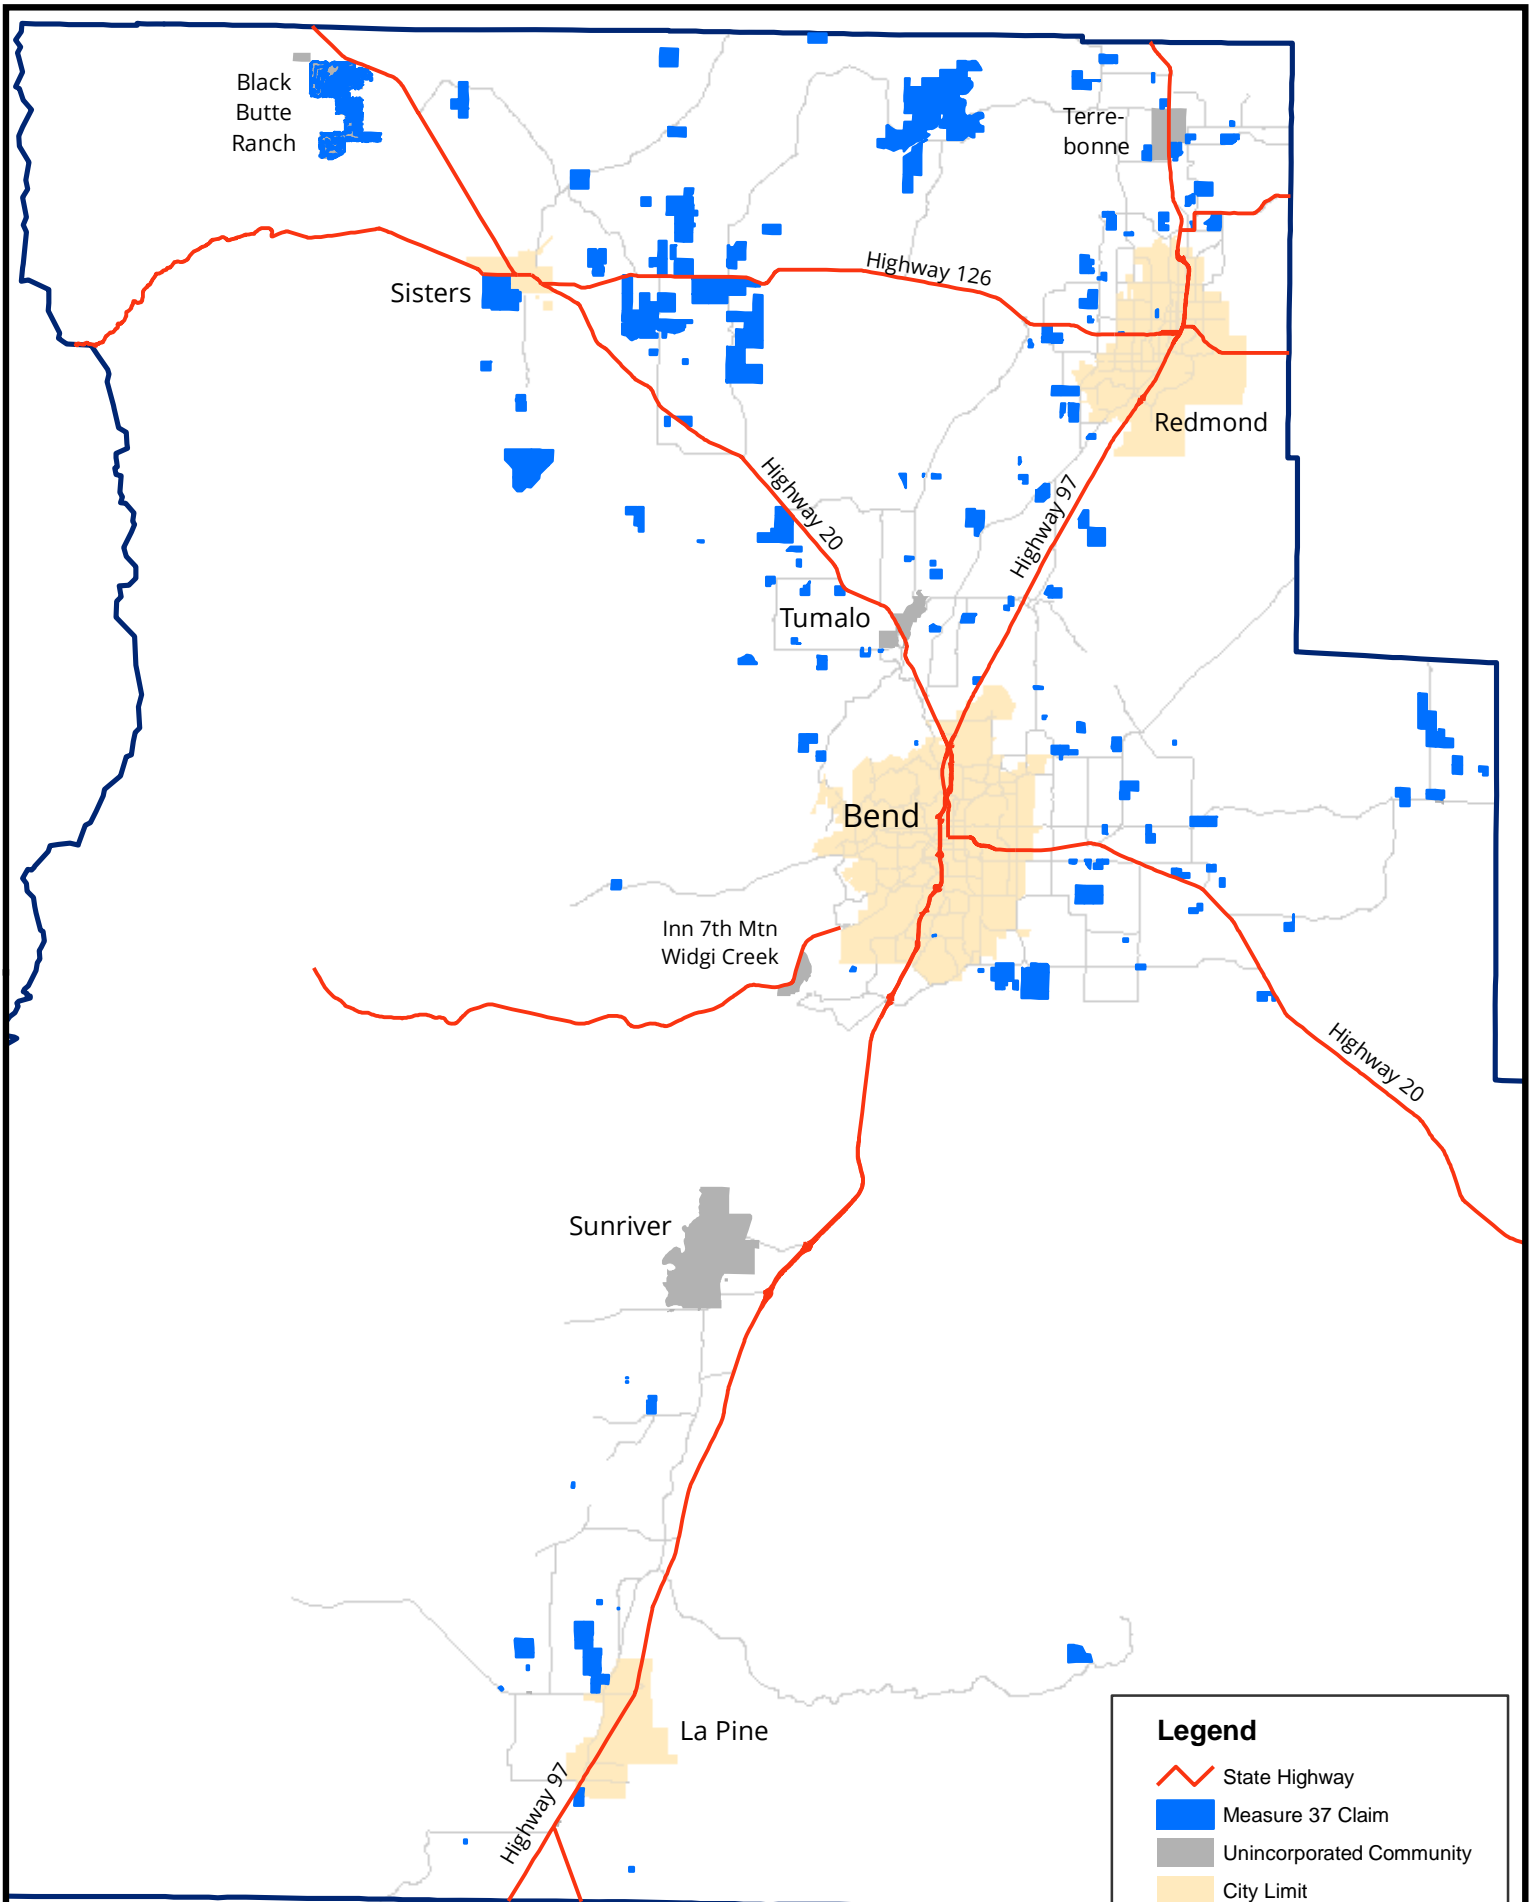 Black
Butte
Ranch
Terre-
bonne
Highway 126
Sisters
Redmond
Highway 20
Highway 97
Tumalo
Bend
Inn 7th Mtn
Widgi Creek
Highway 20
Sunriver
La Pine
Highway 97
Legend
State Highway
Measure 37 Claim
Unincorporated Community
City Limit